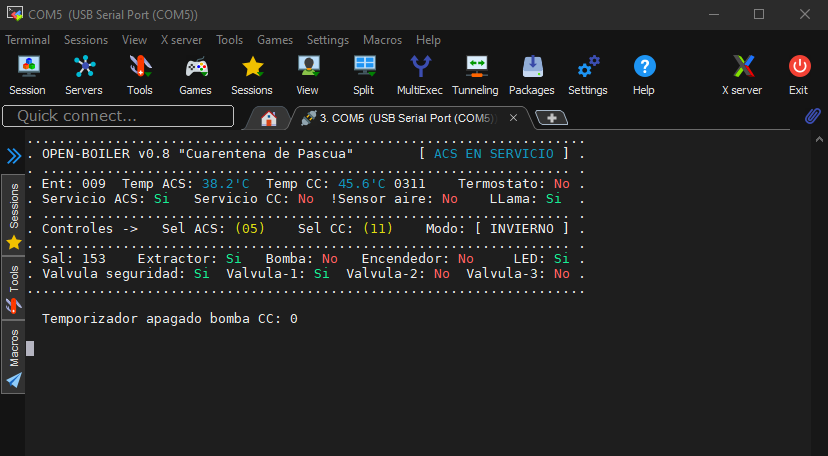 COM5  (USB Serial Port (COM5))
Terminal Sessions View X server Tools Games Settings Macros Help
Session Servers Tools Games Sessions View Split MultiExec Tunneling Packages Settings Help X server Exit
Quick connect...
3. COM5  (USB Serial Port (COM5)
..........................................................................
. OPEN-BOILER v0.8 "Cuarentena de Pascua"        [ ACS EN SERVICIO ] .
. ...................................................................... .
. Ent: 009  Temp ACS: 38.2'C  Temp CC: 45.6'C 0311    Termostato: No .
. Servicio ACS: Si   Servicio CC: No  !Sensor aire: No    LLama: Si  .
. ...................................................................... .
. Controles ->   Sel ACS: (05)    Sel CC: (11)    Modo: [ INVIERNO ] .
. ...................................................................... .
. Sal: 153    Extractor: Si   Bomba: No   Encendedor: No     LED: Si .
. Valvula seguridad: Si  Valvula-1: Si  Valvula-2: No  Valvula-3: No .
..........................................................................
Temporizador apagado bomba CC: 0
Sessions
Tools
Macros